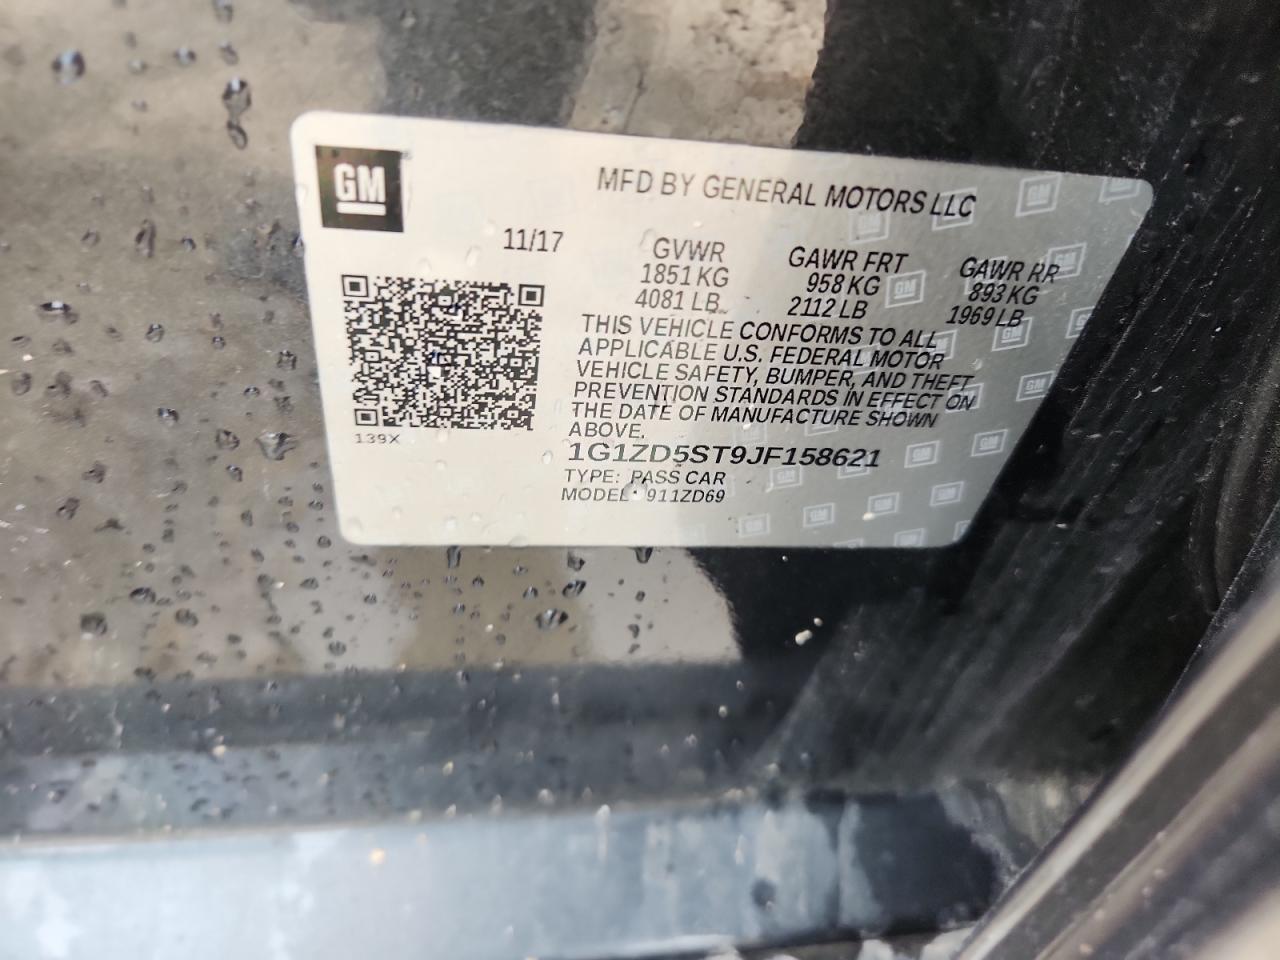 GM
MFD BY GENERAL MOTORS LLC
11/17
GVWR
1851 KG
4081 LB
GAWR FRT
958 KG
2112 LB
GAWR RR
893 KG
1969 LB
THIS VEHICLE CONFORMS TO ALL
APPLICABLE U.S. FEDERAL MOTOR
VEHICLE SAFETY, BUMPER, AND THEFT
PREVENTION STANDARDS IN EFFECT ON
THE DATE OF MANUFACTURE SHOWN
ABOVE.
139X
1G1ZD5ST9JF158621
TYPE: PASS CAR
MODEL: 911ZD69